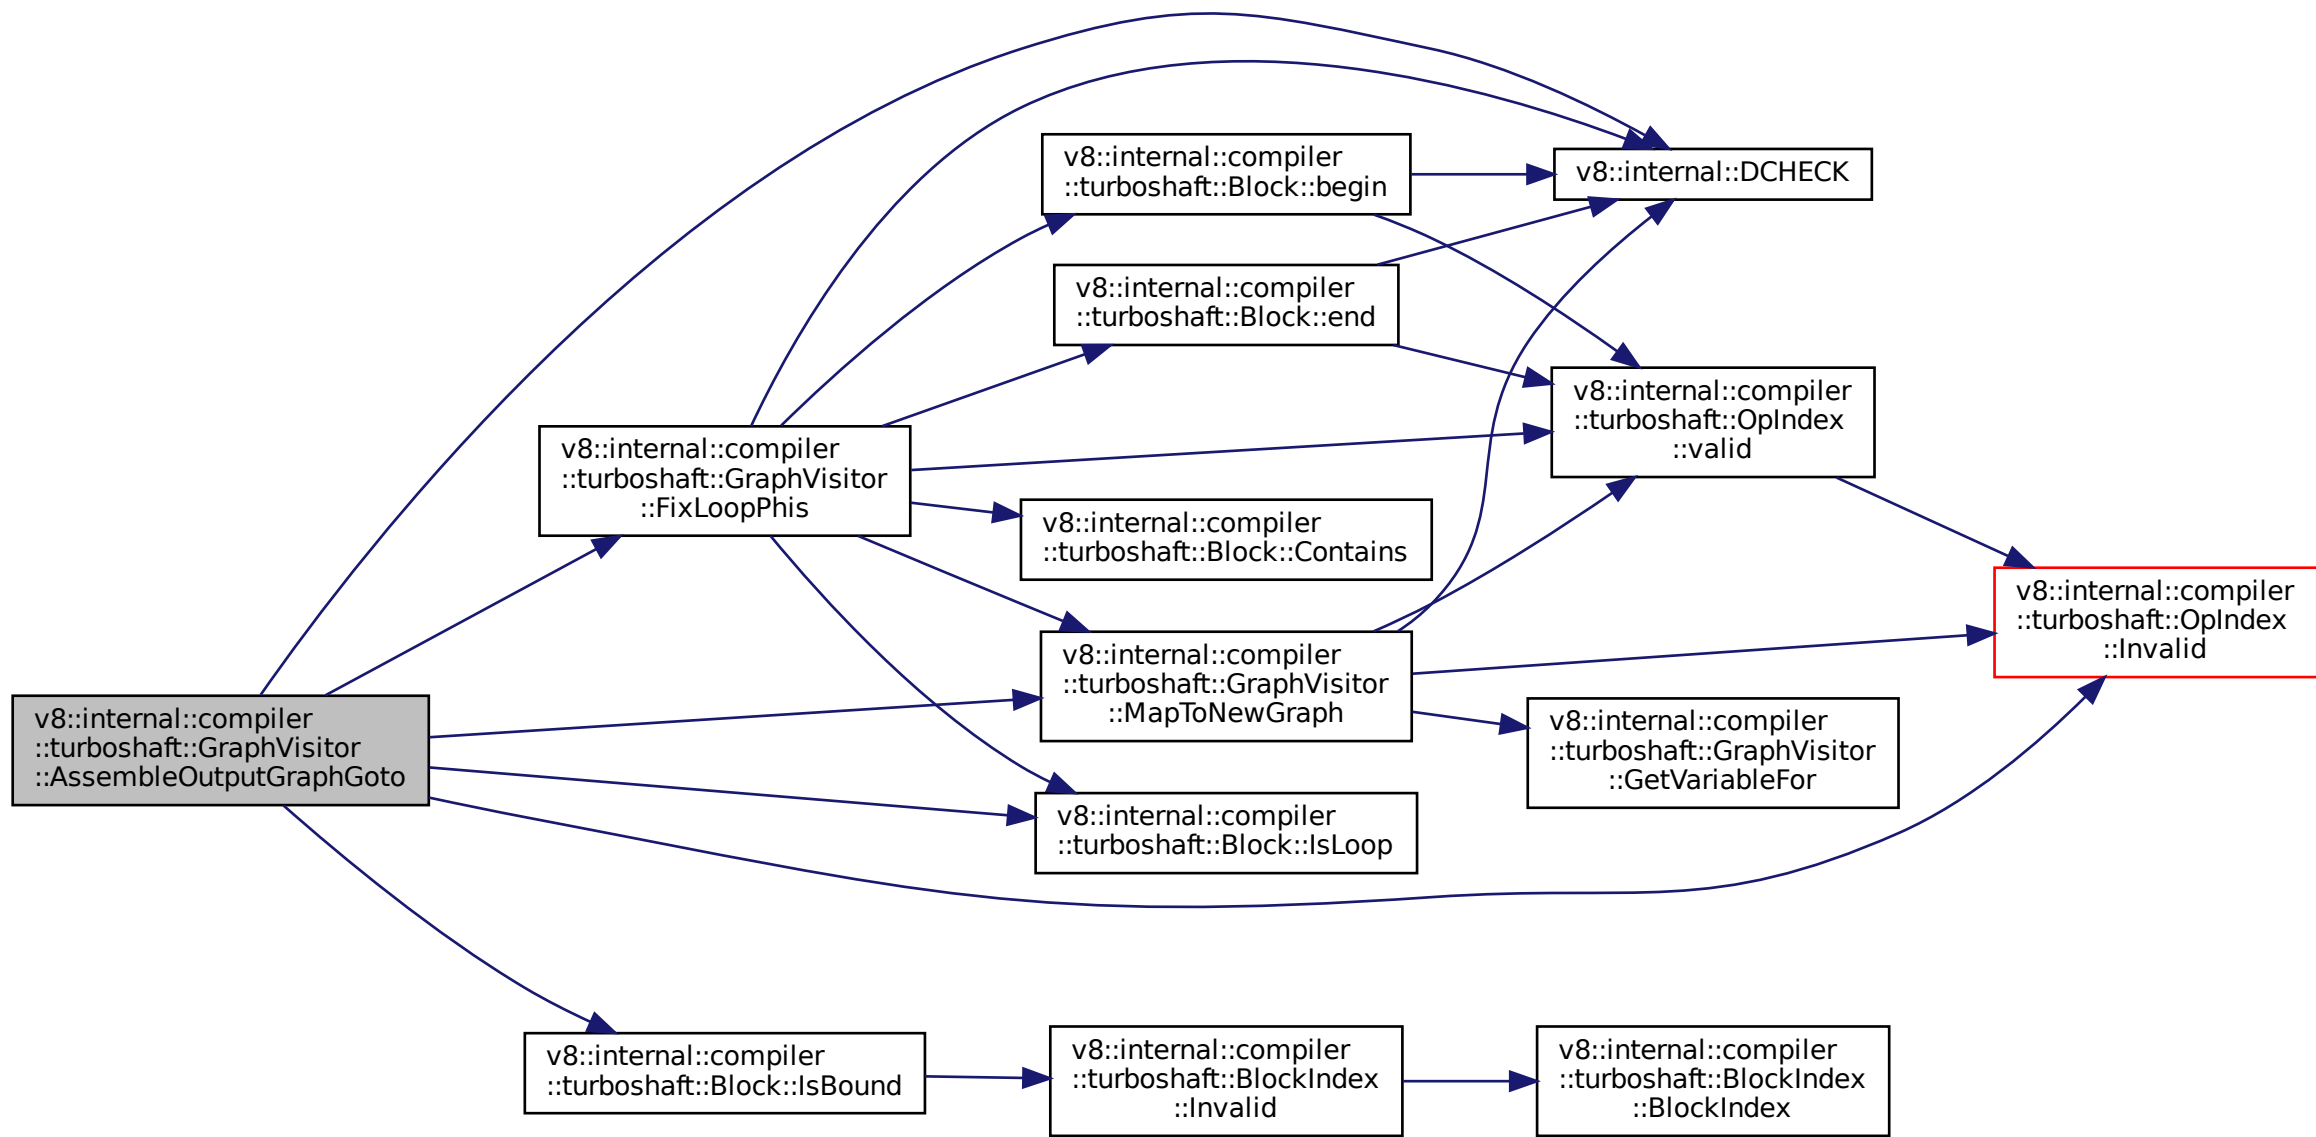 v8::internal::compiler
::turboshaft::GraphVisitor
::AssembleOutputGraphGoto
v8::internal::compiler
::turboshaft::GraphVisitor
::FixLoopPhis
v8::internal::compiler
::turboshaft::Block::IsBound
v8::internal::compiler
::turboshaft::Block::begin
v8::internal::compiler
::turboshaft::Block::end
v8::internal::compiler
::turboshaft::Block::Contains
v8::internal::compiler
::turboshaft::GraphVisitor
::MapToNewGraph
v8::internal::compiler
::turboshaft::Block::IsLoop
v8::internal::compiler
::turboshaft::BlockIndex
::Invalid
v8::internal::DCHECK
v8::internal::compiler
::turboshaft::OpIndex
::valid
v8::internal::compiler
::turboshaft::GraphVisitor
::GetVariableFor
v8::internal::compiler
::turboshaft::BlockIndex
::BlockIndex
v8::internal::compiler
::turboshaft::OpIndex
::Invalid